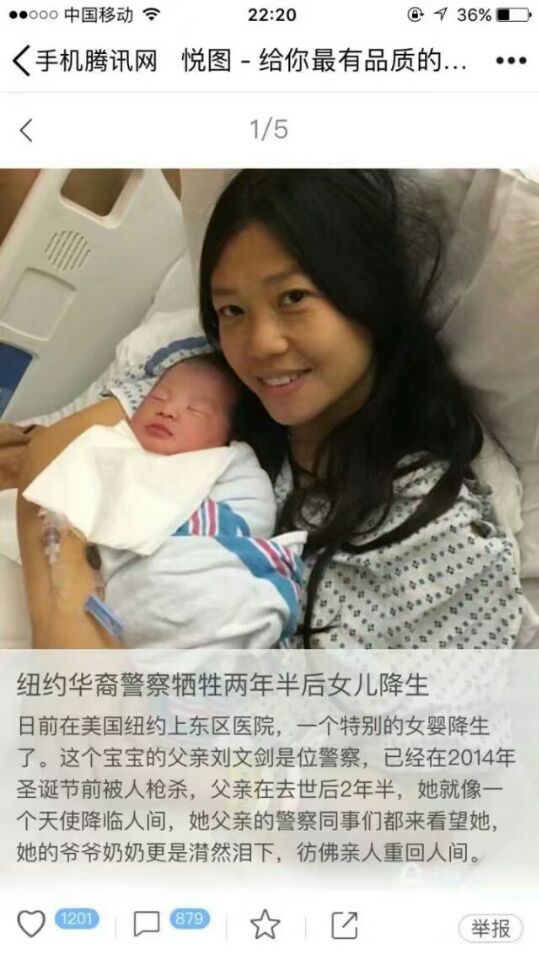 中国移动 22:20 36%
手机腾讯网 悦图 - 给你最有品质的...
1/5
纽约华裔警察牺牲两年半后女儿降生
日前在美国纽约上东区医院，一个特别的女婴降生
了。这个宝宝的父亲刘文剑是位警察，已经在2014年
圣诞节前被人枪杀，父亲在去世后2年半，她就像一
个天使降临人间，她父亲的警察同事们都来看望她，
她的爷爷奶奶更是潸然泪下，彷佛亲人重回人间。
1201 879 举报